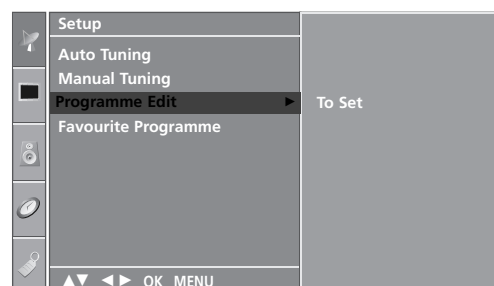 Setup
Auto Tuning
Manual Tuning
Programme Edit ► To Set
Favourite Programme
▲▼ ◄► OK MENU